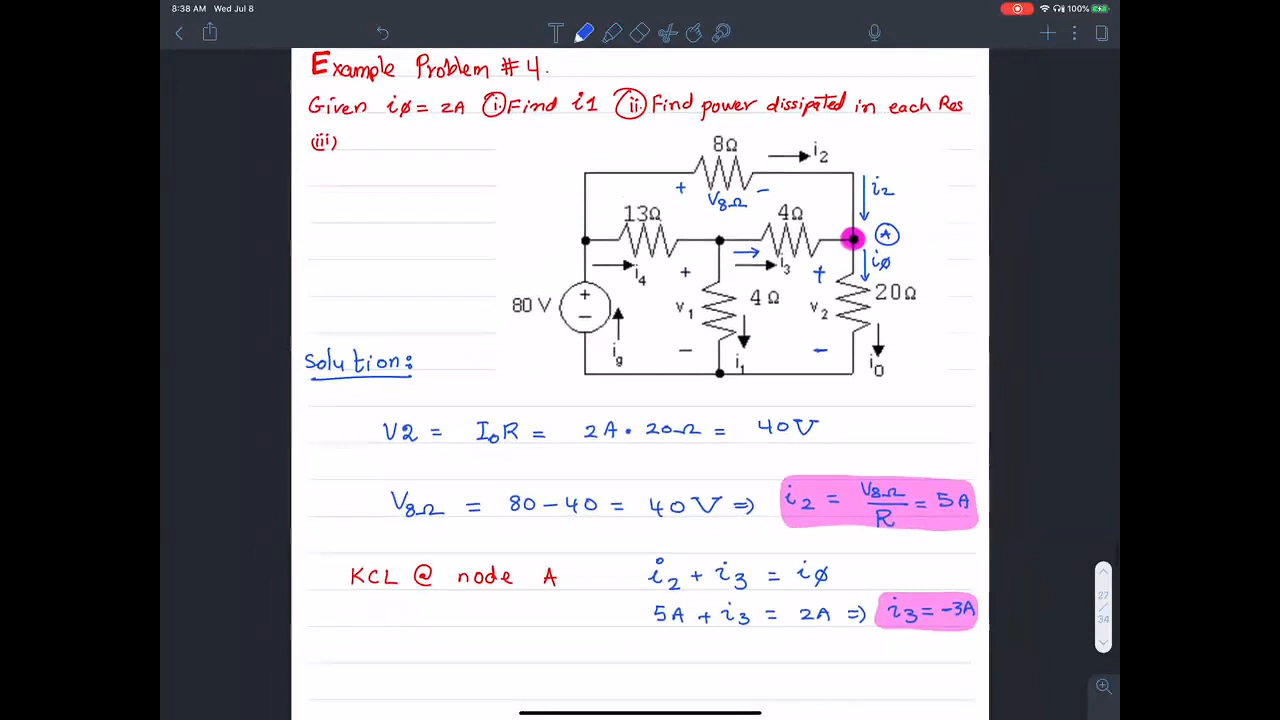 8:38 AM Wed Jul 8
100%
Example Problem # 4.
Given iø = 2A (i) Find i1 (ii) Find power dissipated in each Res
(iii)
8Ω i2
+ V8Ω − i2
13Ω 4Ω A
i4 + i3 + iø
80 V + − V1 4 Ω V2 20Ω
ig − i1 − i0
Solution:
V2 = I0R = 2A • 20Ω = 40V
V8Ω = 80 − 40 = 40V ⇒ i2 = V8Ω / R = 5A
KCL @ node A i2 + i3 = iø
5A + i3 = 2A ⇒ i3 = −3A
27 / 34